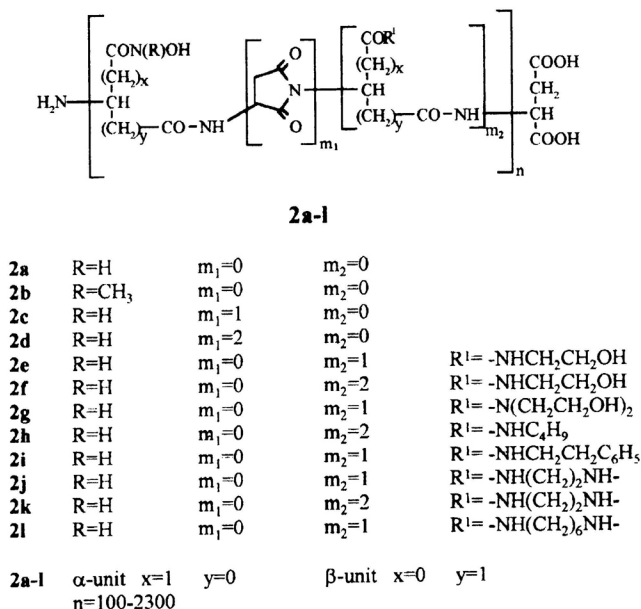 CON(R)OH
(CH₂)x
H₂N
CH
(CH₂)y
CO-NH
O
N
O
m₁
COR¹
(CH₂)x
CH
(CH₂)y
CO-NH
m₂
COOH
CH₂
CH
COOH
n
2a-l
2a R=H m₁=0 m₂=0
2b R=CH₃ m₁=0 m₂=0
2c R=H m₁=1 m₂=0
2d R=H m₁=2 m₂=0
2e R=H m₁=0 m₂=1 R¹= -NHCH₂CH₂OH
2f R=H m₁=0 m₂=2 R¹= -NHCH₂CH₂OH
2g R=H m₁=0 m₂=1 R¹= -N(CH₂CH₂OH)₂
2h R=H m₁=0 m₂=2 R¹= -NHC₄H₉
2i R=H m₁=0 m₂=1 R¹= -NHCH₂CH₂C₆H₅
2j R=H m₁=0 m₂=1 R¹= -NH(CH₂)₂NH-
2k R=H m₁=0 m₂=2 R¹= -NH(CH₂)₂NH-
2l R=H m₁=0 m₂=1 R¹= -NH(CH₂)₆NH-
2a-l α-unit x=1 y=0 β-unit x=0 y=1
n=100-2300